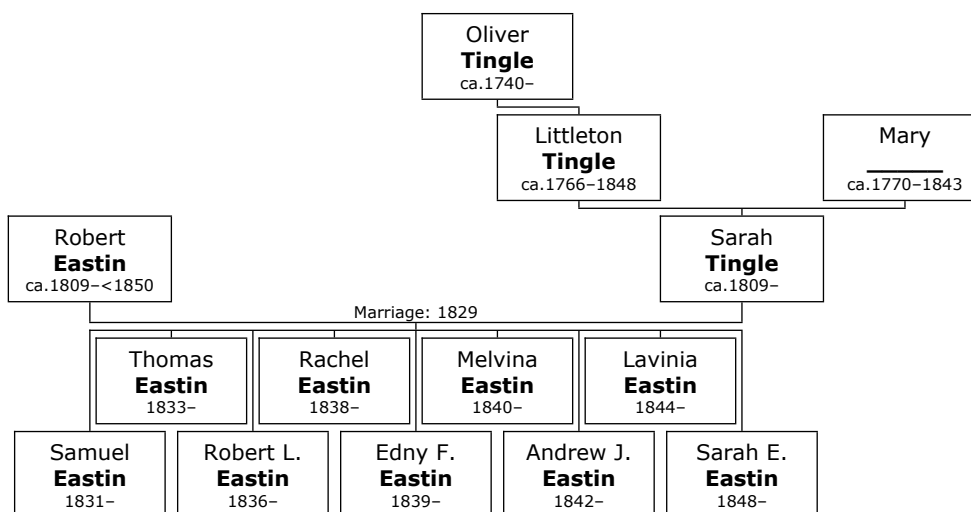 Oliver
Tingle
ca.1740–
Littleton
Tingle
ca.1766–1848
Mary
ca.1770–1843
Robert
Eastin
ca.1809–<1850
Sarah
Tingle
ca.1809–
Marriage: 1829
Thomas
Eastin
1833–
Rachel
Eastin
1838–
Melvina
Eastin
1840–
Lavinia
Eastin
1844–
Samuel
Eastin
1831–
Robert L.
Eastin
1836–
Edny F.
Eastin
1839–
Andrew J.
Eastin
1842–
Sarah E.
Eastin
1848–